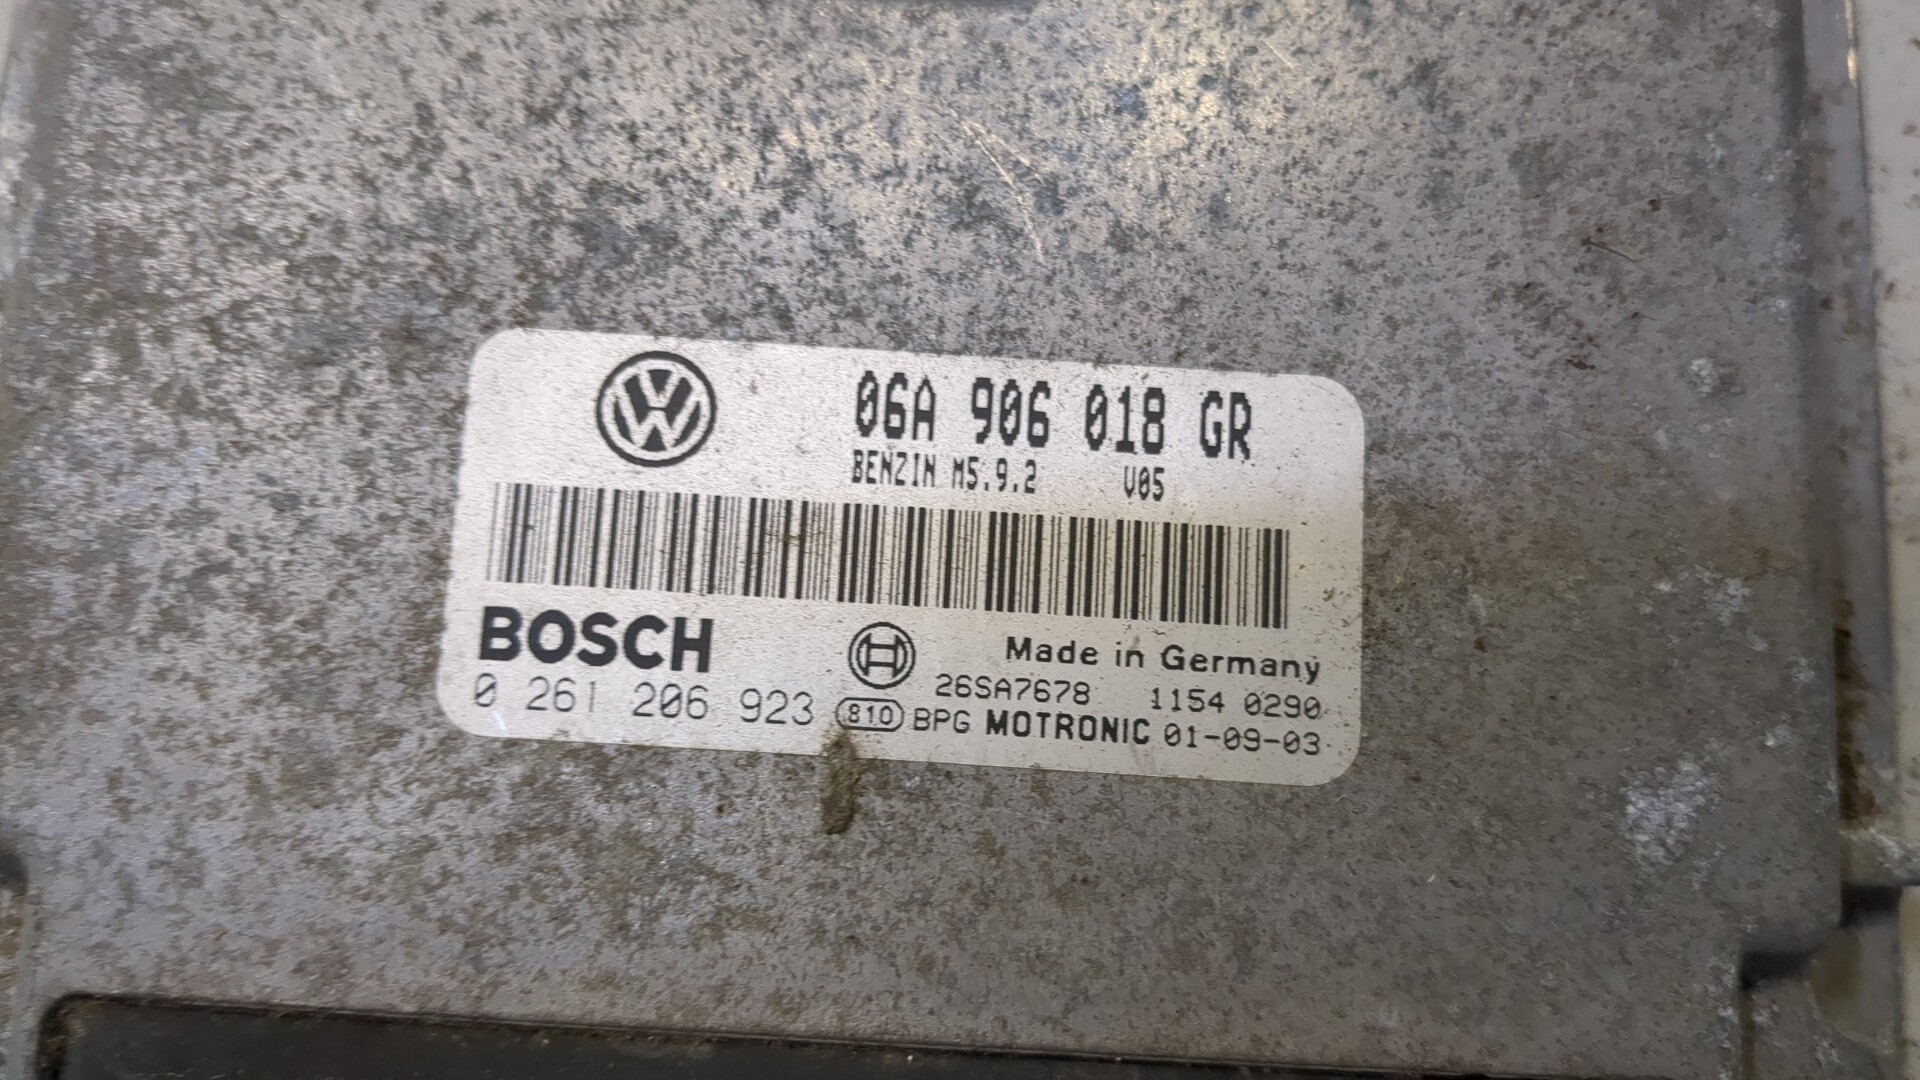 06A 906 018 GR
BENZIN M5.9.2 V05
BOSCH
Made in Germany
26SA7678 1154 0290
0 261 206 923
810 BPG MOTRONIC 01-09-03